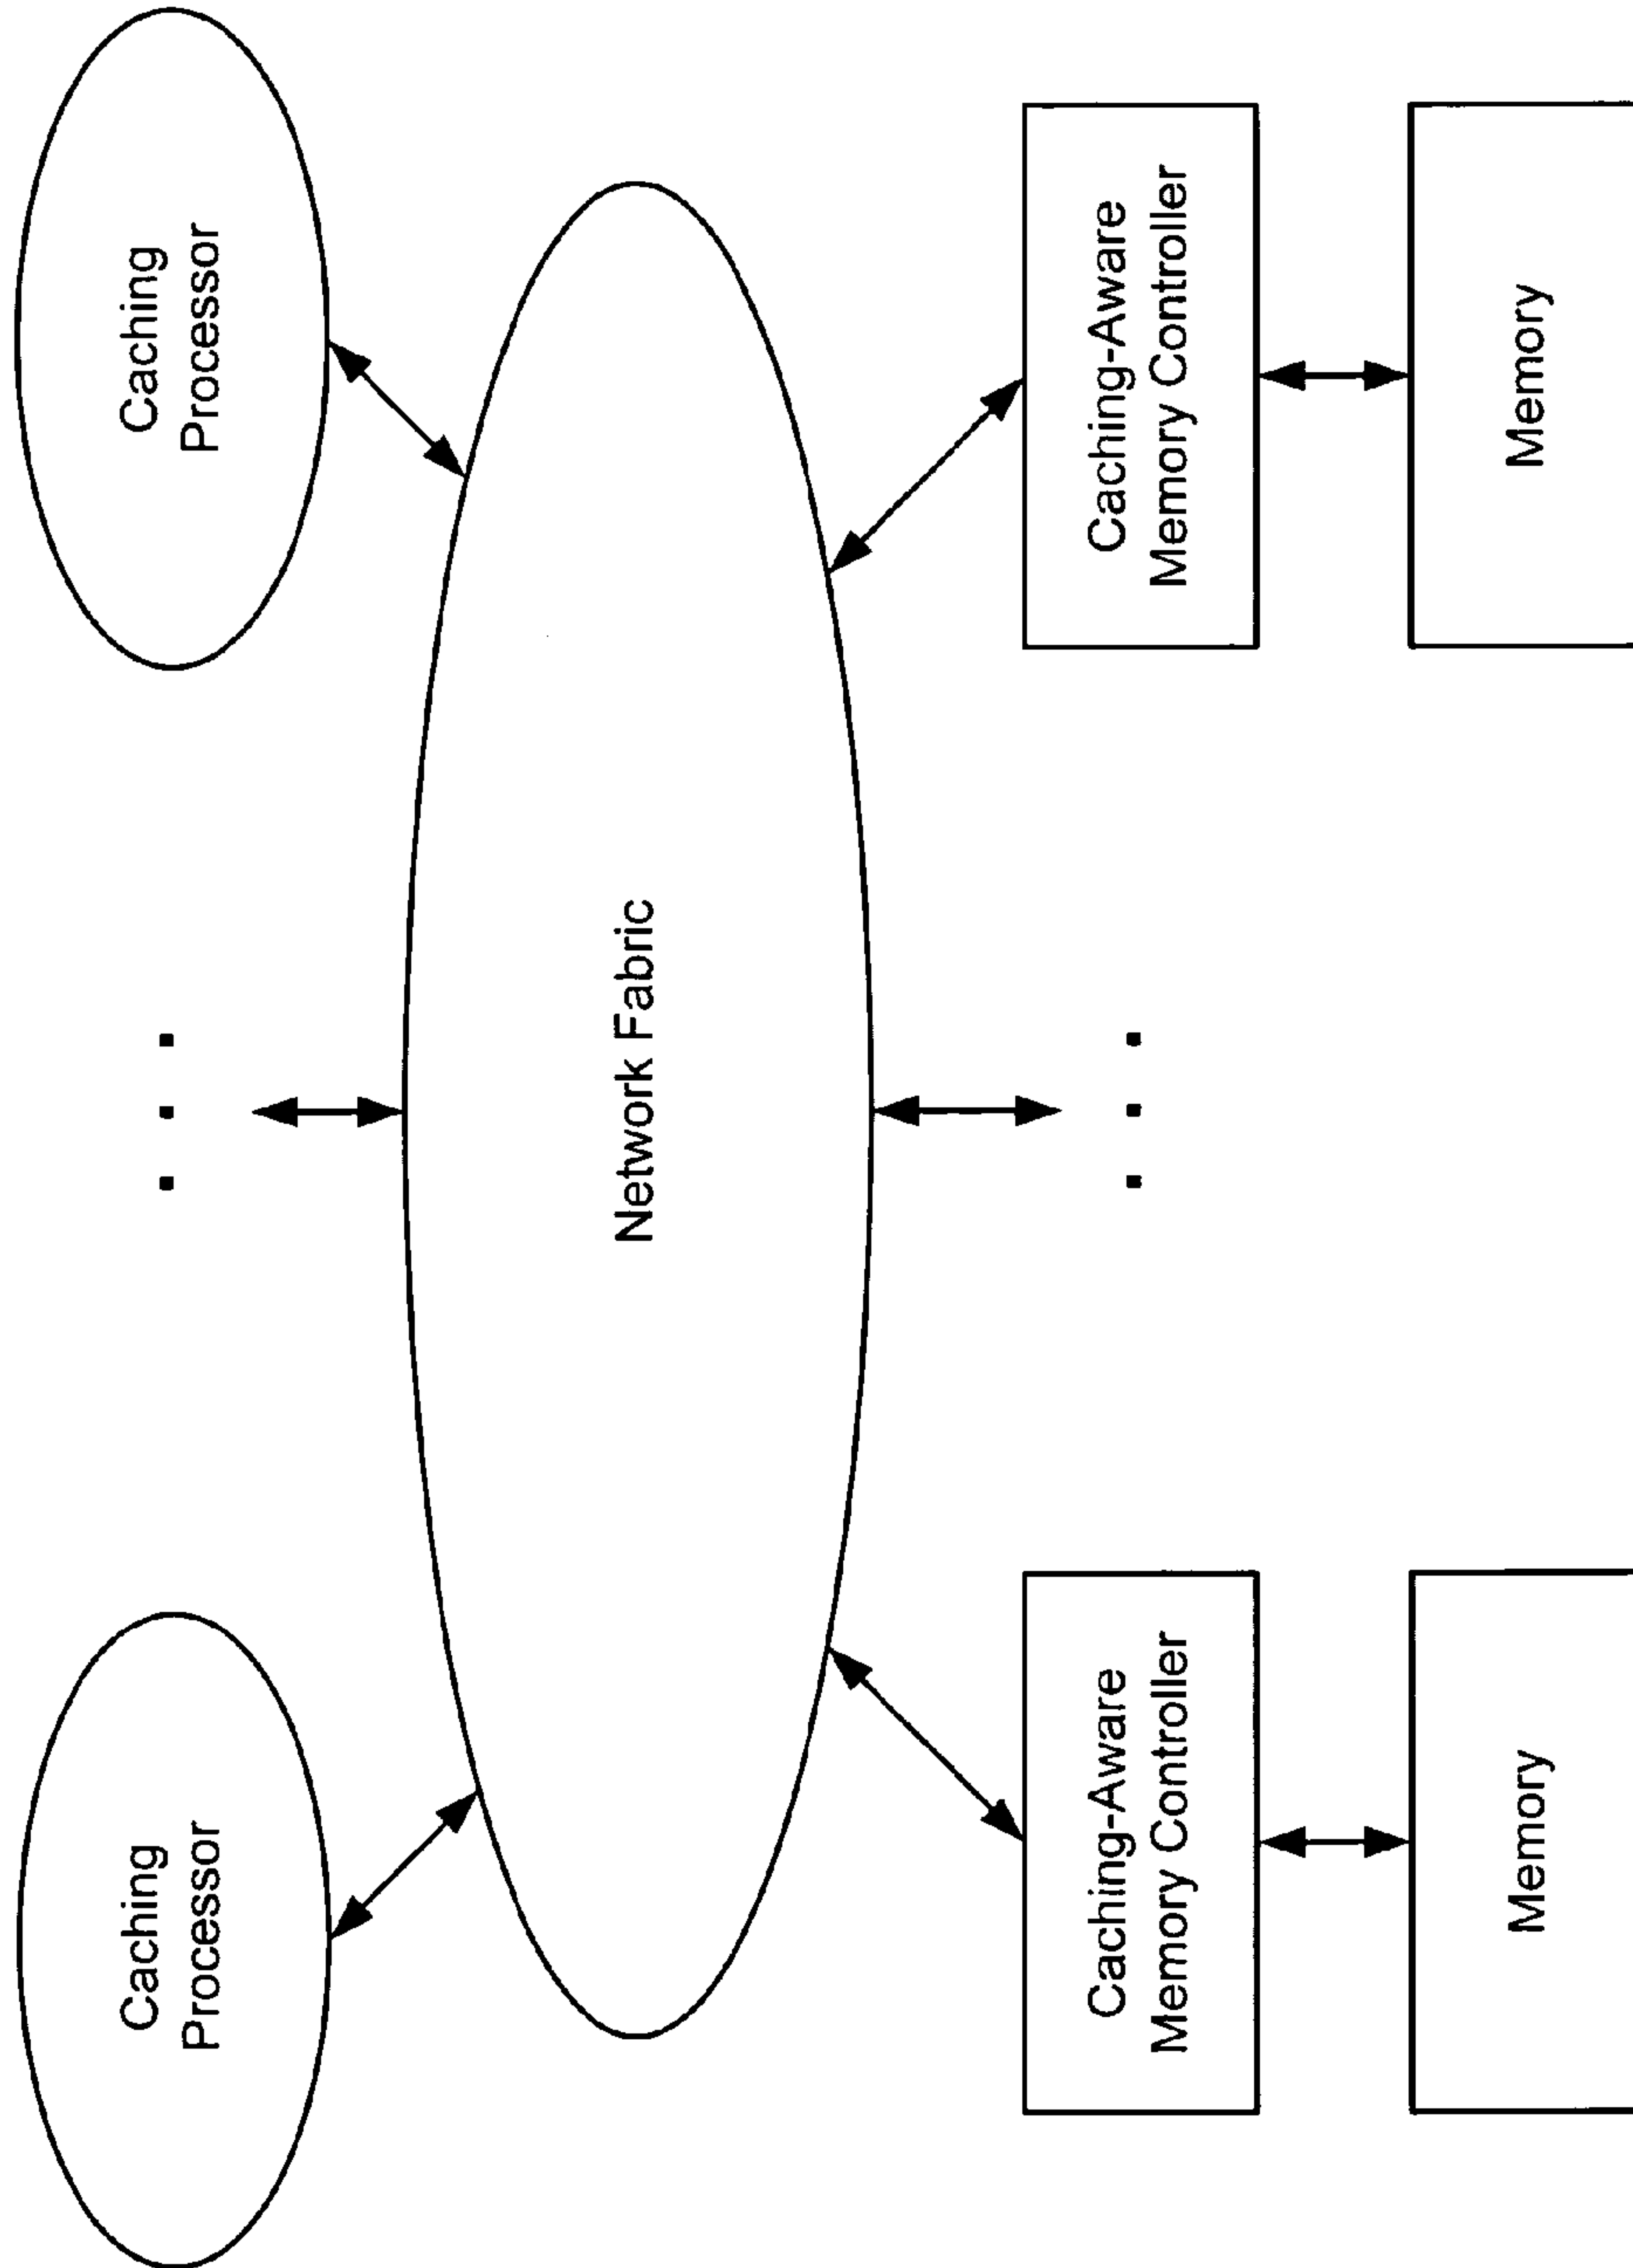 Caching
Processor
. . .
Caching
Processor
Network Fabric
Caching-Aware
Memory Controller
. . .
Caching-Aware
Memory Controller
Memory
Memory